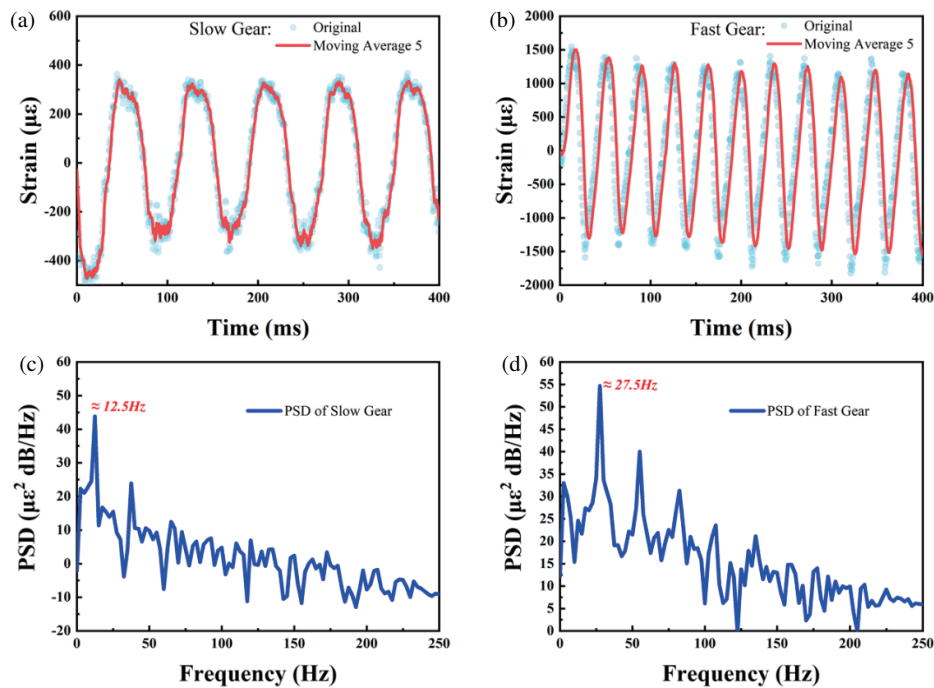 (a)
Slow Gear:
Original
Moving Average 5
600
400
200
0
-200
-400
Strain (με)
0
100
200
300
400
Time (ms)
(b)
Fast Gear:
Original
Moving Average 5
2000
1500
1000
500
0
-500
-1000
-1500
-2000
Strain (με)
0
100
200
300
400
Time (ms)
(c)
≈ 12.5Hz
PSD of Slow Gear
60
50
40
30
20
10
0
-10
-20
PSD (με² dB/Hz)
0
50
100
150
200
250
Frequency (Hz)
(d)
≈ 27.5Hz
PSD of Fast Gear
60
55
50
45
40
35
30
25
20
15
10
5
0
PSD (με² dB/Hz)
0
50
100
150
200
250
Frequency (Hz)